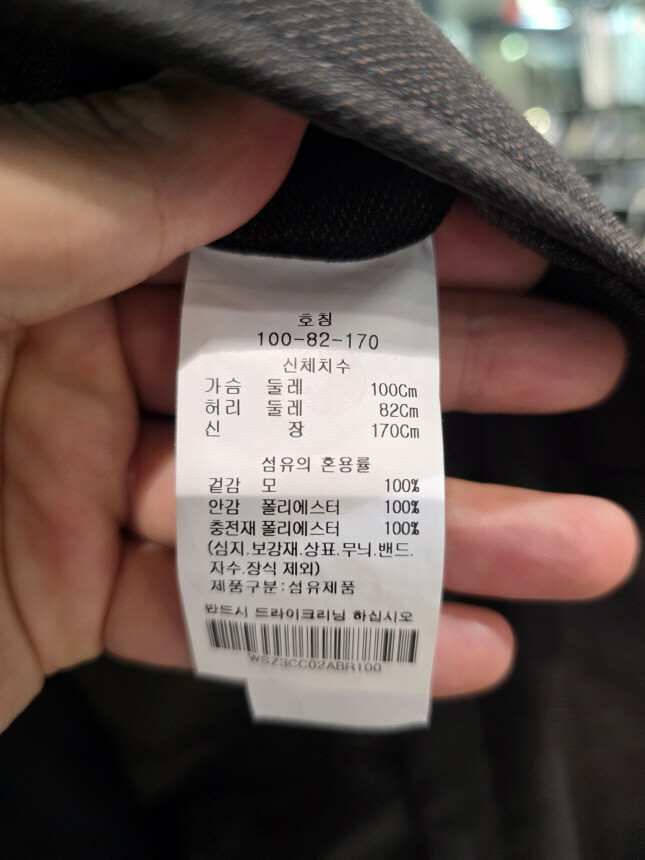 호칭
100-82-170
신체치수
가슴 둘레 100Cm
허리 둘레 82Cm
신 장 170Cm
섬유의 혼용률
겉감 모 100%
안감 폴리에스터 100%
충전재 폴리에스터 100%
(심지.보강재.상표.무늬.밴드.
자수.장식 제외)
제품구분:섬유제품
반드시 드라이크리닝 하십시오
WSZ3CC02ABR100